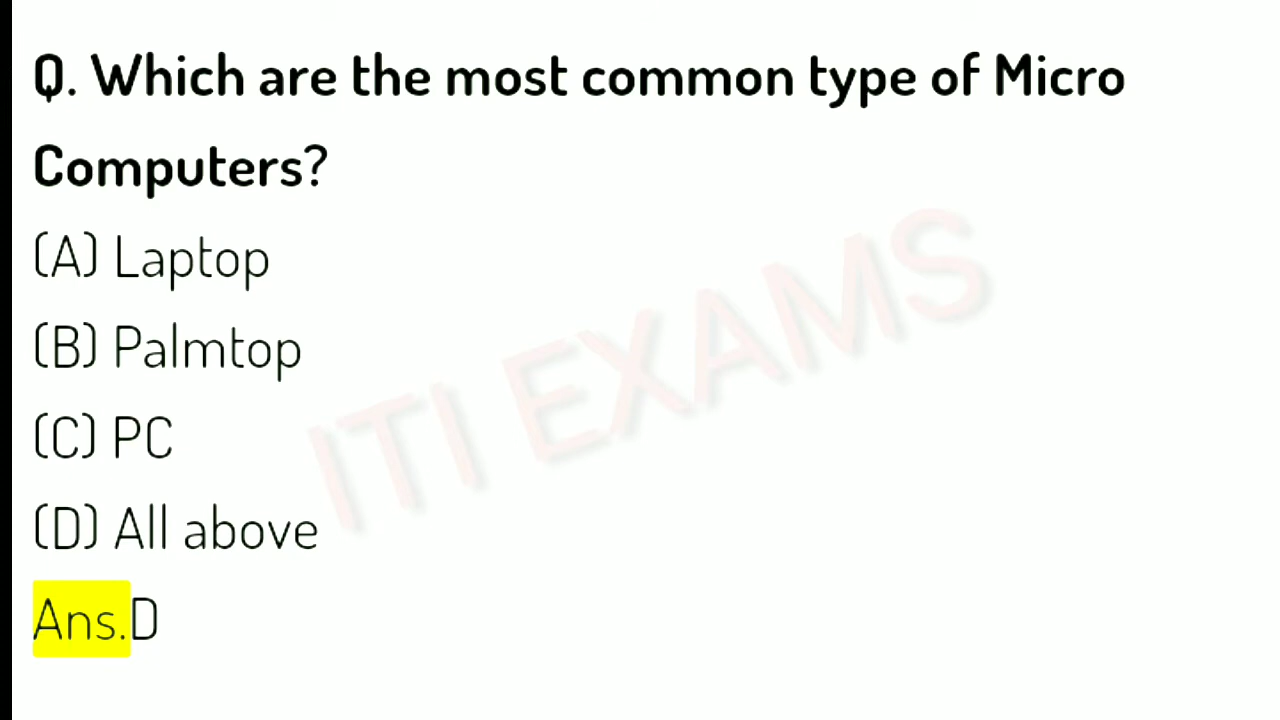 Q. Which are the most common type of Micro
Computers?
(A) Laptop
(B) Palmtop
(C) PC
(D) All above
Ans.D
ITI EXAMS